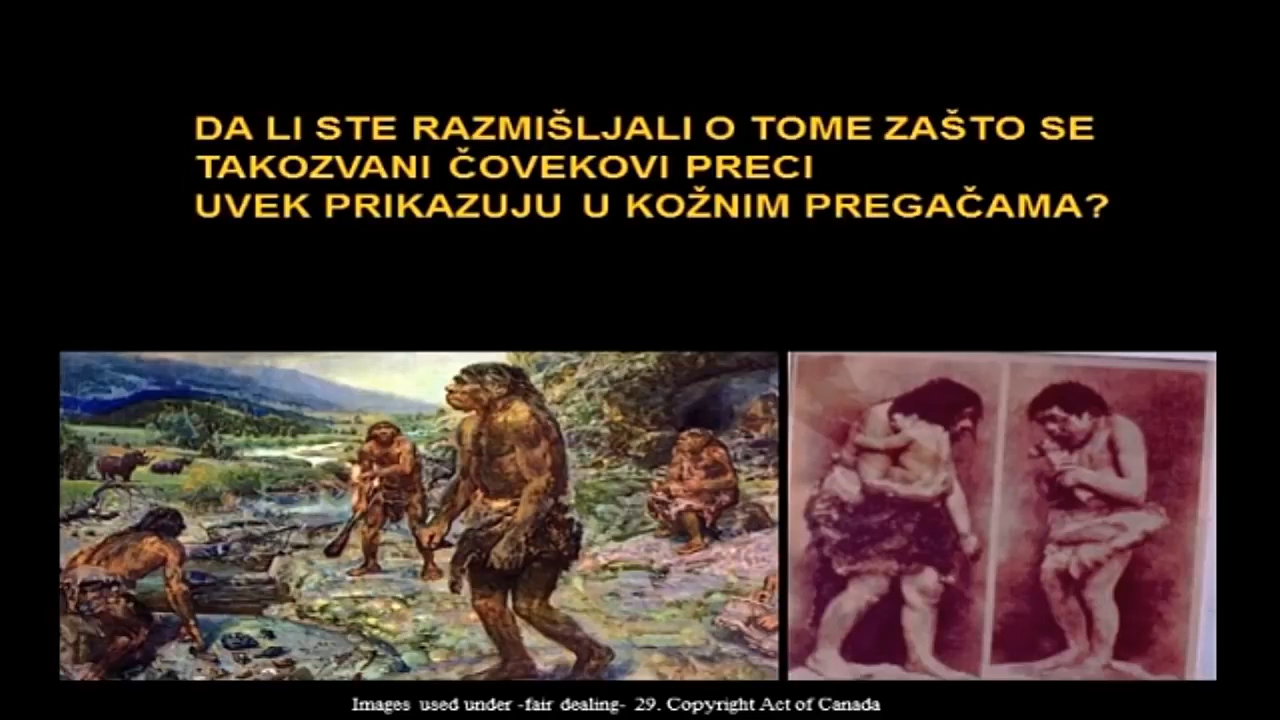 DA LI STE RAZMIŠLJALI O TOME ZAŠTO SE
TAKOZVANI ČOVEKOVI PRECI
UVEK PRIKAZUJU U KOŽNIM PREGAČAMA?
Images used under -fair dealing- 29. Copyright Act of Canada